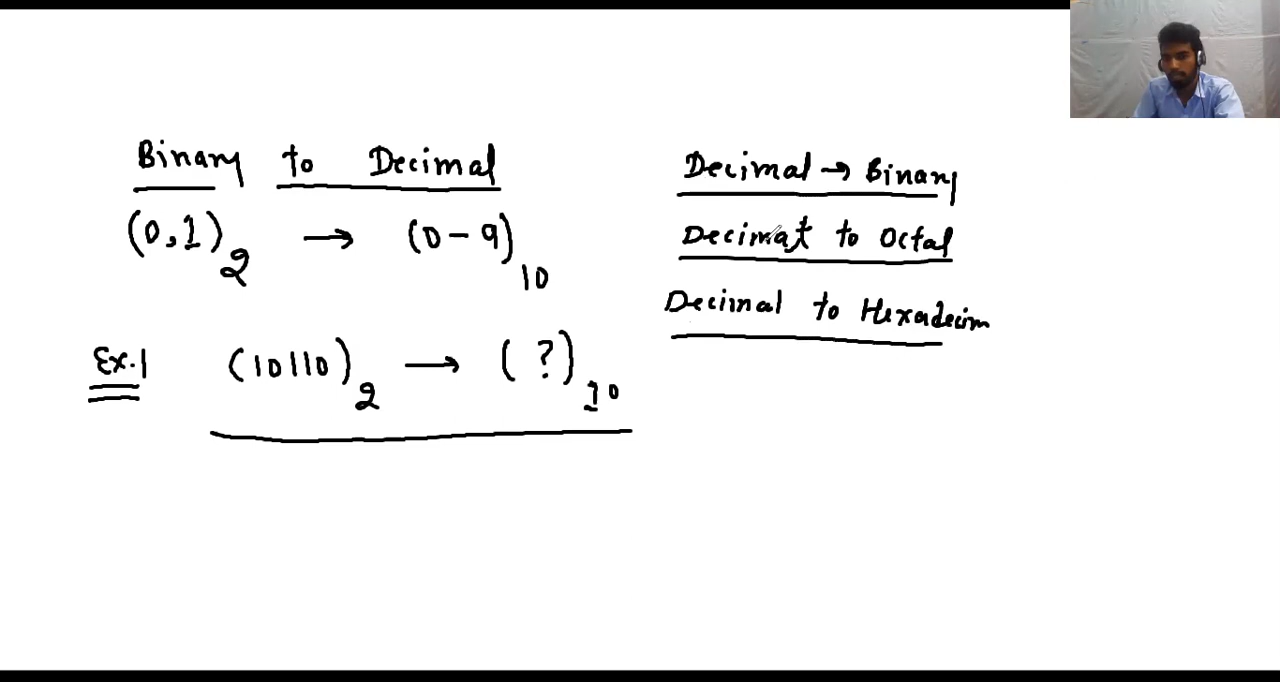 Binary to Decimal
(0,1)2 → (0-9)10
Ex.1 (10110)2 → (?)10
Decimal → Binary
Decimal to Octal
Decimal to Hexadecim